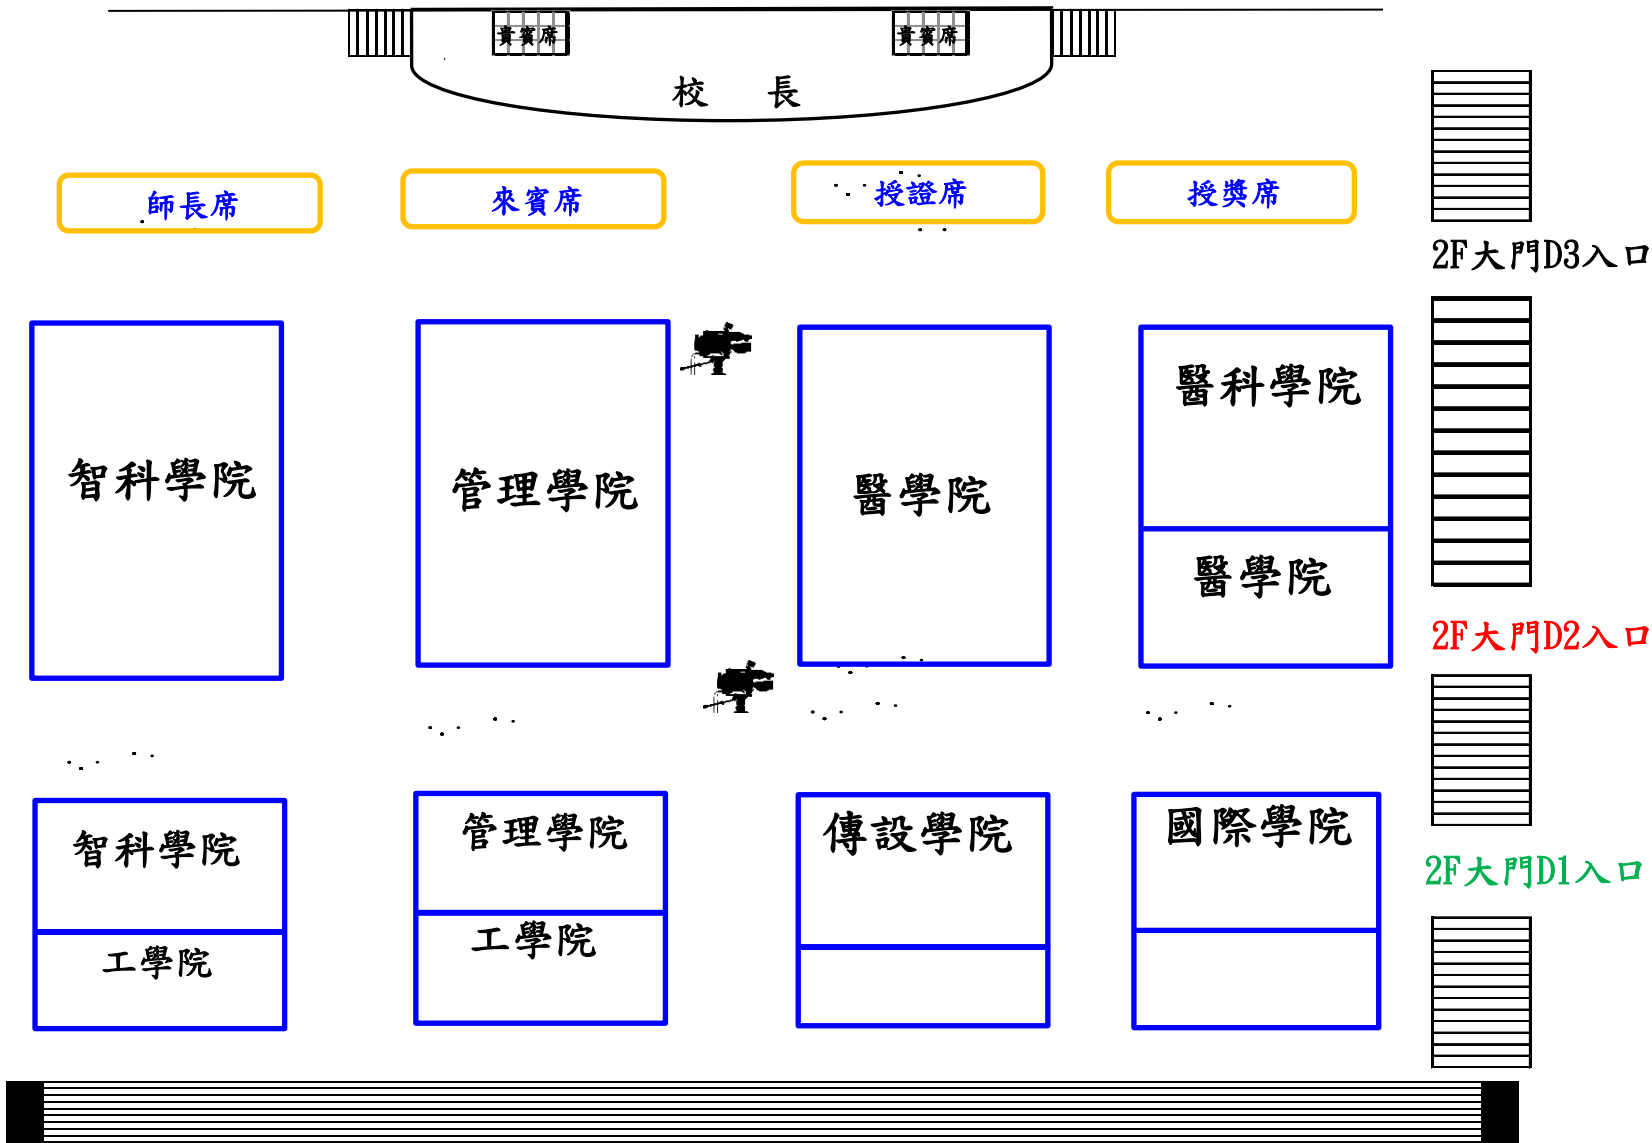 貴賓席 貴賓席
校 長
師長席 來賓席 授證席 授獎席
2F大門D3入口
醫科學院
智科學院 管理學院 醫學院
醫學院
2F大門D2入口
智科學院 管理學院 傳設學院 國際學院
2F大門D1入口
工學院 工學院